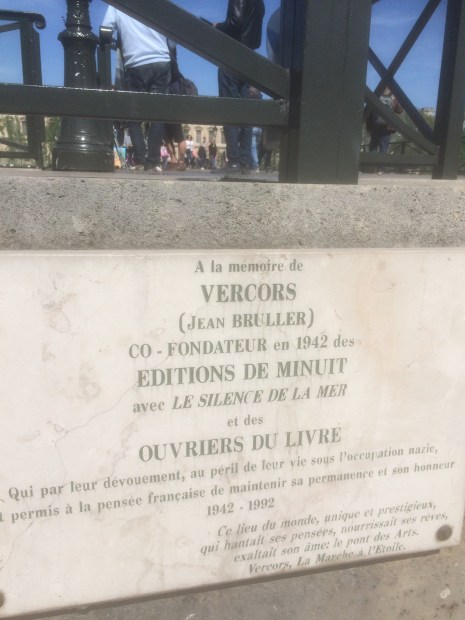 A la mémoire de
VERCORS
(JEAN BRULLER)
CO - FONDATEUR en 1942 des
EDITIONS DE MINUIT
avec LE SILENCE DE LA MER
et des
OUVRIERS DU LIVRE
Qui par leur dévouement, au péril de leur vie sous l'occupation nazie,
permis à la pensée française de maintenir sa permanence et son honneur
1942 - 1992
Ce lieu du monde, unique et prestigieux,
qui hantait ses pensées, nourrissait ses rêves,
exaltait son âme: le pont des Arts.
Vercors, La Marche à l'Etoile.